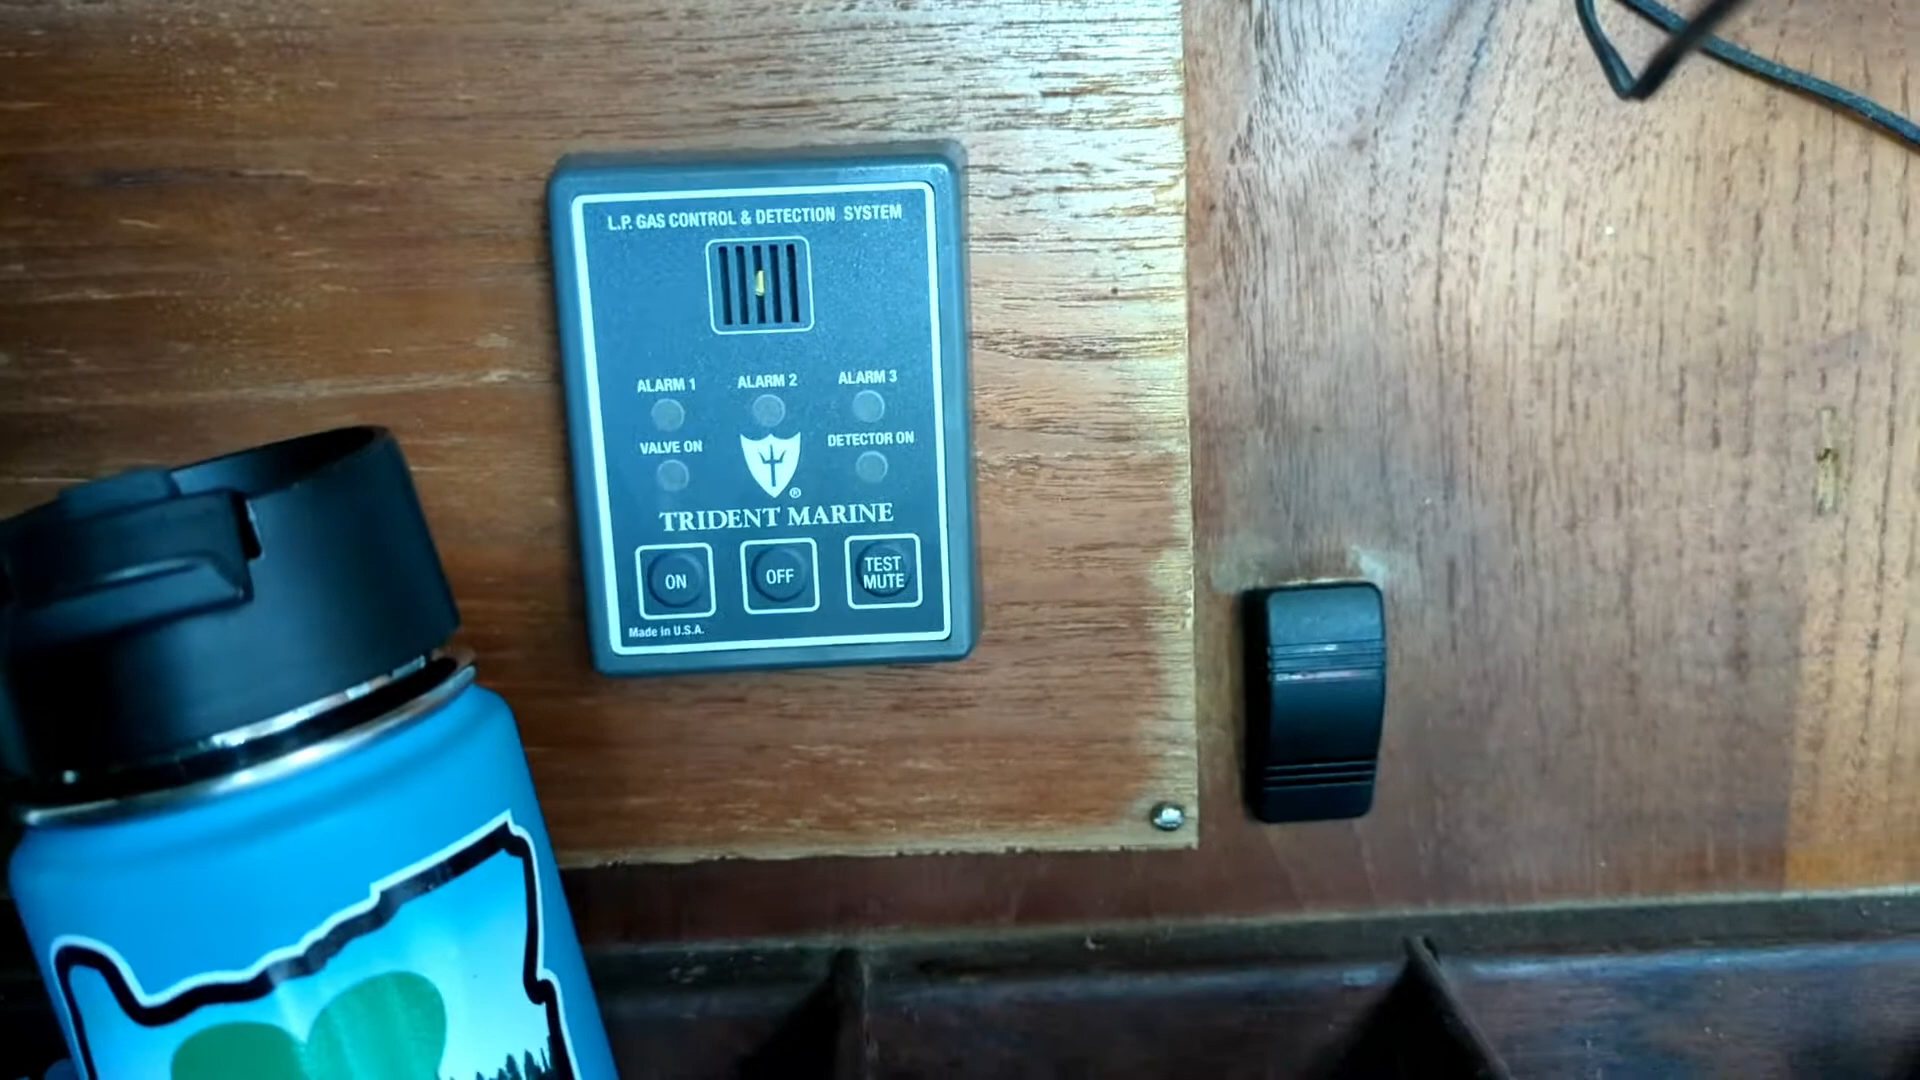 L.P. GAS CONTROL & DETECTION SYSTEM
ALARM 1 ALARM 2 ALARM 3
VALVE ON DETECTOR ON
®
TRIDENT MARINE
ON OFF TEST MUTE
Made in U.S.A.